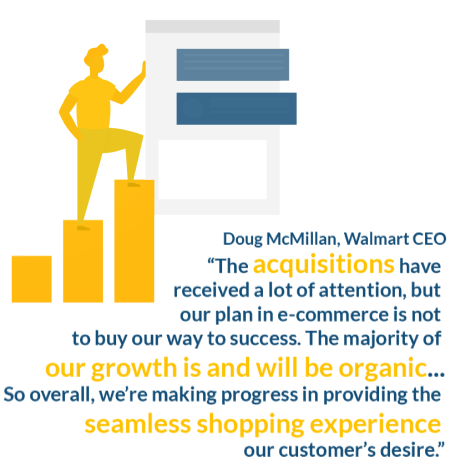 Doug McMillan, Walmart CEO
“The acquisitions have
received a lot of attention, but
our plan in e-commerce is not
to buy our way to success. The majority of
our growth is and will be organic...
So overall, we’re making progress in providing the
seamless shopping experience
our customer’s desire.”